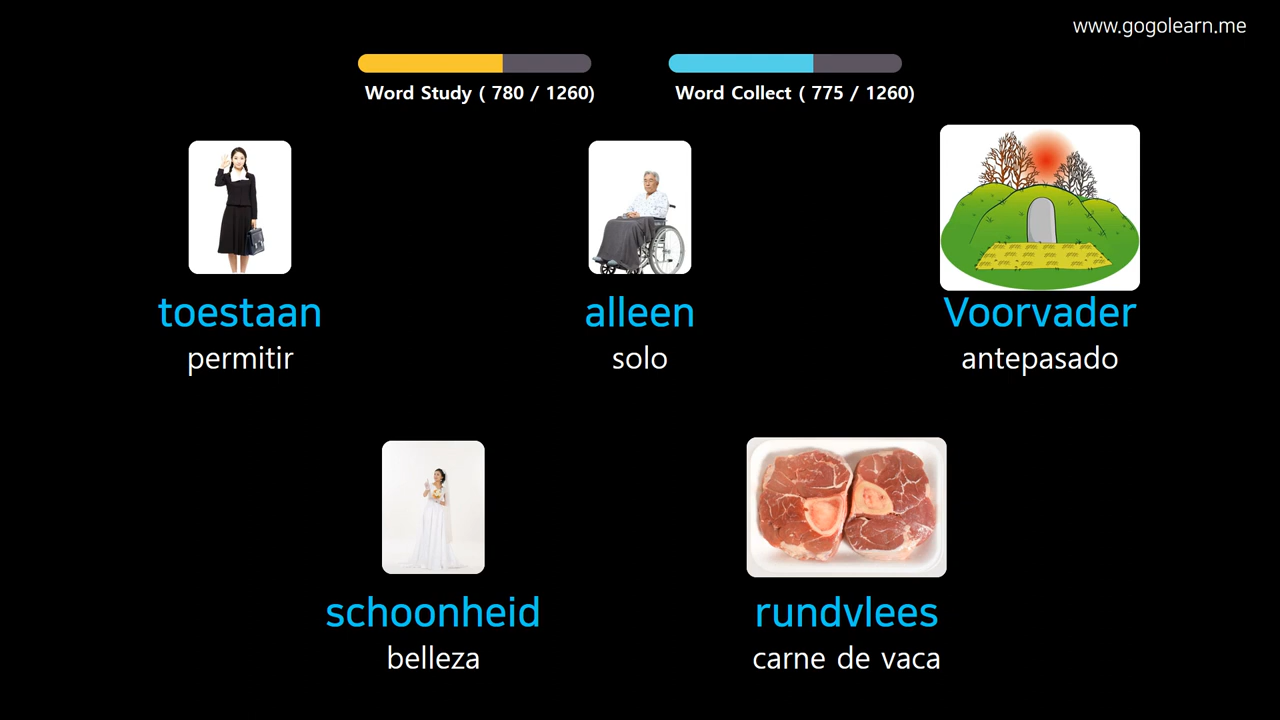 www.gogolearn.me
Word Study ( 780 / 1260)
Word Collect ( 775 / 1260)
toestaan
permitir
alleen
solo
Voorvader
antepasado
schoonheid
belleza
rundvlees
carne de vaca